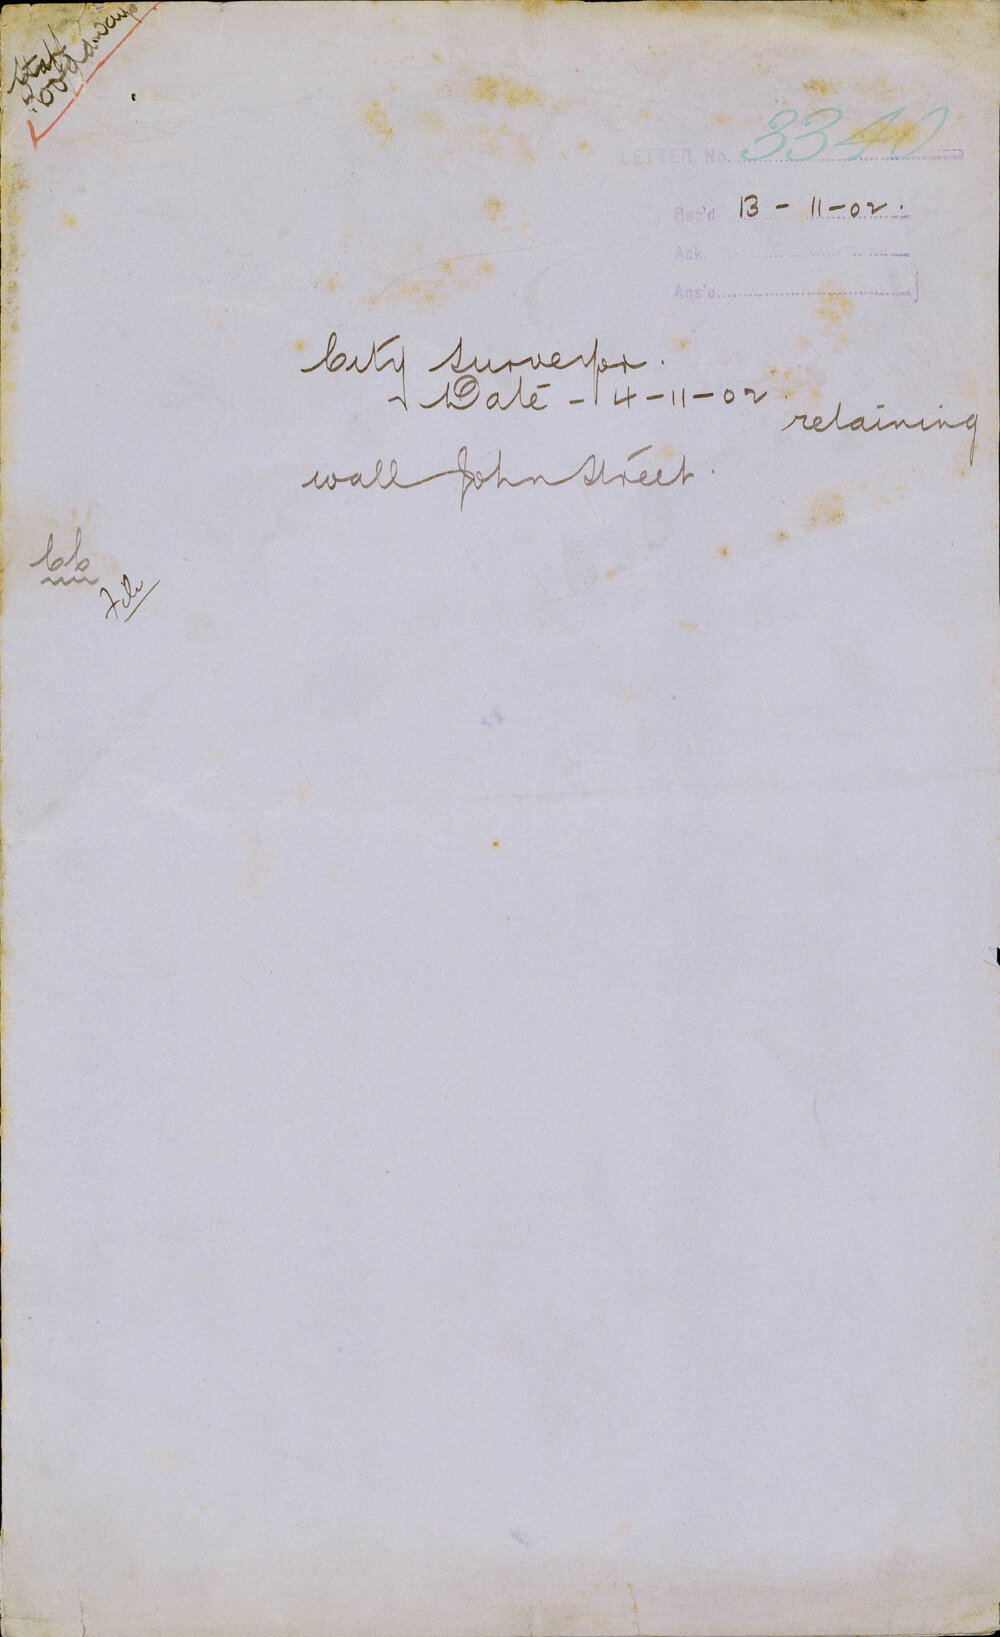 Staff
LETTER No. 3340
Rec'd 13 - 11-02.
Ack.
Ans'd
City Surveyor.
Date - 4-11-02.
retaining
wall John Street.
File